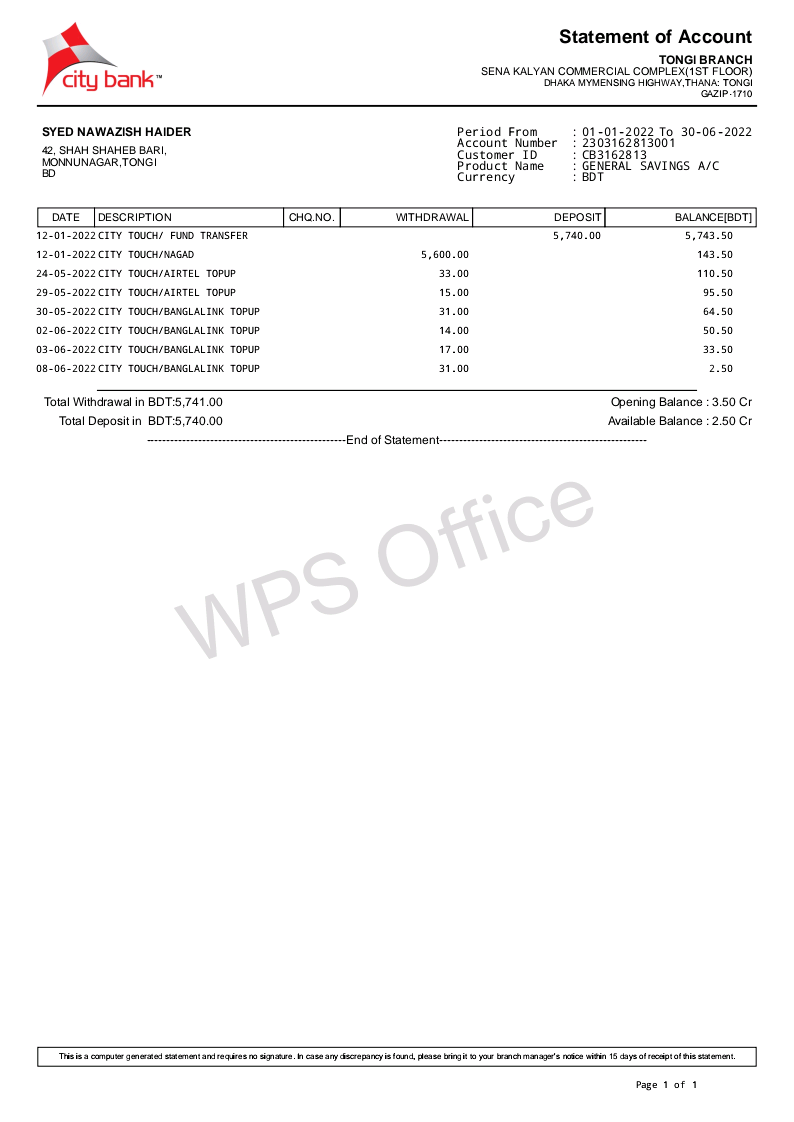 city bank™
Statement of Account
TONGI BRANCH
SENA KALYAN COMMERCIAL COMPLEX(1ST FLOOR)
DHAKA MYMENSING HIGHWAY,THANA: TONGI
GAZIP-1710
SYED NAWAZISH HAIDER
42, SHAH SHAHEB BARI,
MONNUNAGAR,TONGI
BD
Period From : 01-01-2022 To 30-06-2022
Account Number : 2303162813001
Customer ID : CB3162813
Product Name : GENERAL SAVINGS A/C
Currency : BDT
DATE DESCRIPTION CHQ.NO. WITHDRAWAL DEPOSIT BALANCE[BDT]
12-01-2022 CITY TOUCH/ FUND TRANSFER 5,740.00 5,743.50
12-01-2022 CITY TOUCH/NAGAD 5,600.00 143.50
24-05-2022 CITY TOUCH/AIRTEL TOPUP 33.00 110.50
29-05-2022 CITY TOUCH/AIRTEL TOPUP 15.00 95.50
30-05-2022 CITY TOUCH/BANGLALINK TOPUP 31.00 64.50
02-06-2022 CITY TOUCH/BANGLALINK TOPUP 14.00 50.50
03-06-2022 CITY TOUCH/BANGLALINK TOPUP 17.00 33.50
08-06-2022 CITY TOUCH/BANGLALINK TOPUP 31.00 2.50
Total Withdrawal in BDT:5,741.00 Opening Balance : 3.50 Cr
Total Deposit in BDT:5,740.00 Available Balance : 2.50 Cr
--------------------------------------------------End of Statement----------------------------------------------------
WPS Office
This is a computer generated statement and requires no signature. In case any discrepancy is found, please bring it to your branch manager's notice within 15 days of receipt of this statement.
Page 1 of 1